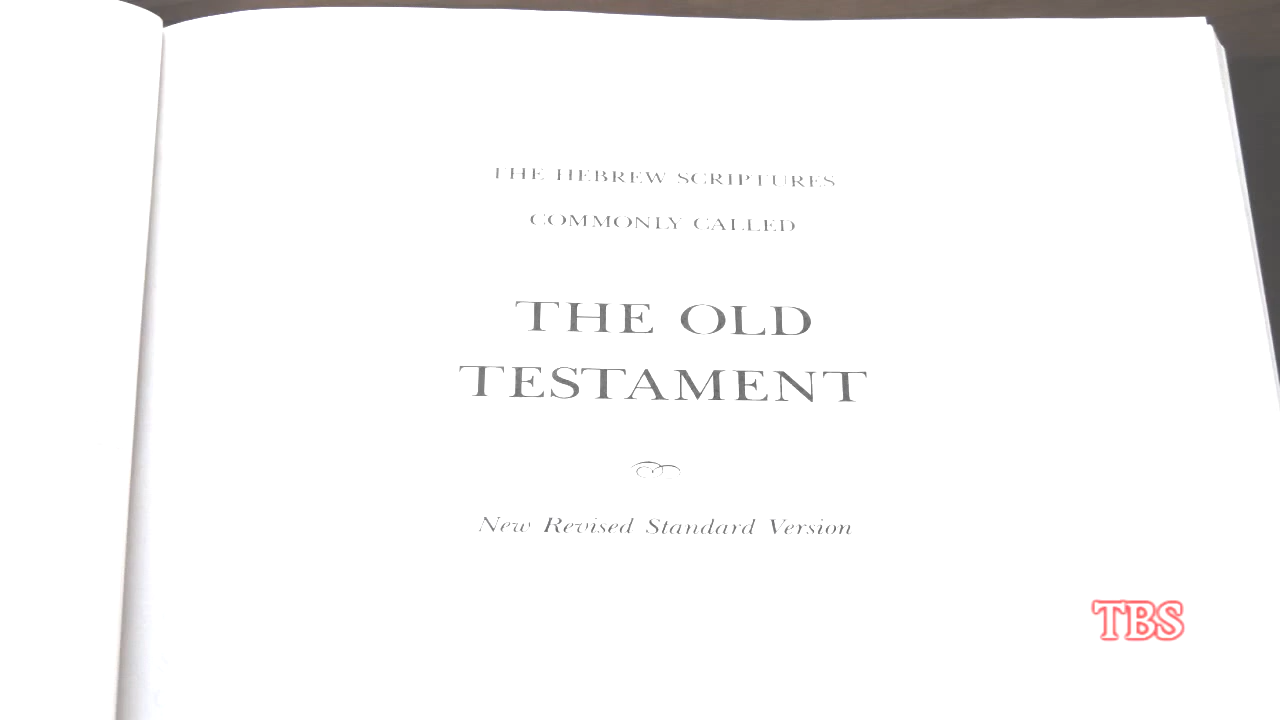 THE HEBREW SCRIPTURES
COMMONLY CALLED
THE OLD
TESTAMENT
New Revised Standard Version
TBS